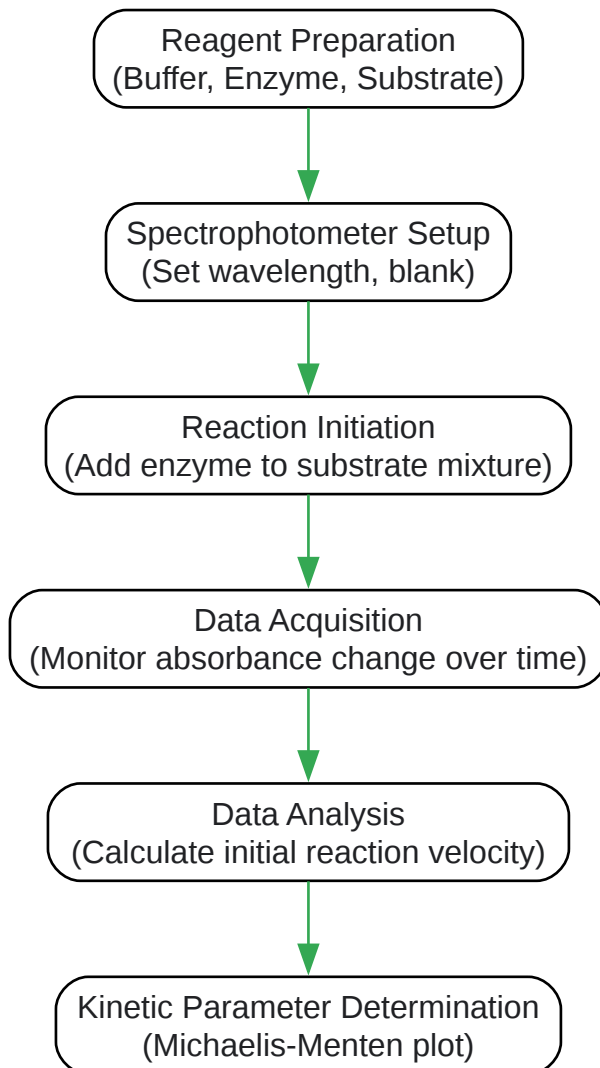 Reagent Preparation
(Buffer, Enzyme, Substrate)
Spectrophotometer Setup
(Set wavelength, blank)
Reaction Initiation
(Add enzyme to substrate mixture)
Data Acquisition
(Monitor absorbance change over time)
Data Analysis
(Calculate initial reaction velocity)
Kinetic Parameter Determination
(Michaelis-Menten plot)